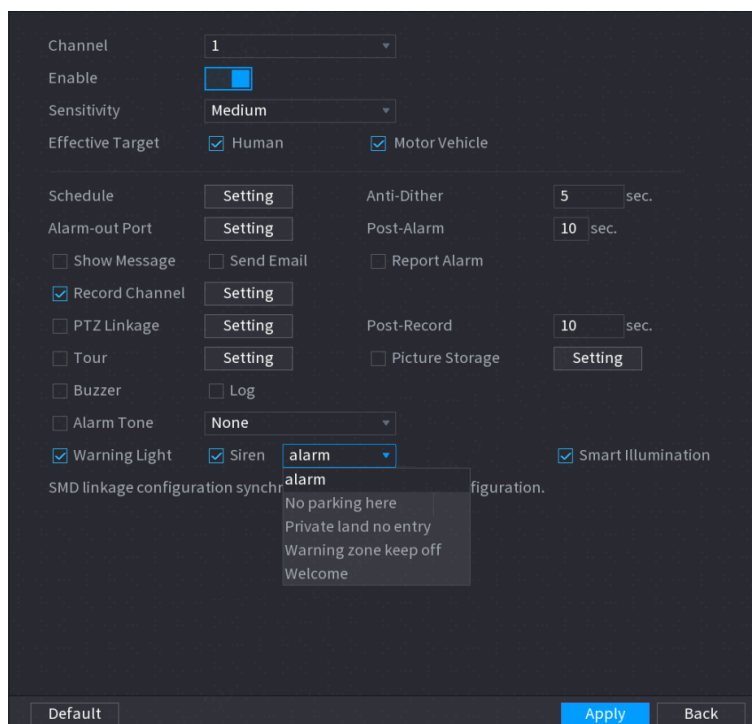 Channel 1
Enable
Sensitivity Medium
Effective Target Human Motor Vehicle
Schedule Setting Anti-Dither 5 sec.
Alarm-out Port Setting Post-Alarm 10 sec.
Show Message Send Email Report Alarm
Record Channel Setting
PTZ Linkage Setting Post-Record 10 sec.
Tour Setting Picture Storage Setting
Buzzer Log
Alarm Tone None
Warning Light Siren alarm Smart Illumination
alarm
SMD linkage configuration synchr figuration.
No parking here
Private land no entry
Warning zone keep off
Welcome
Default Apply Back